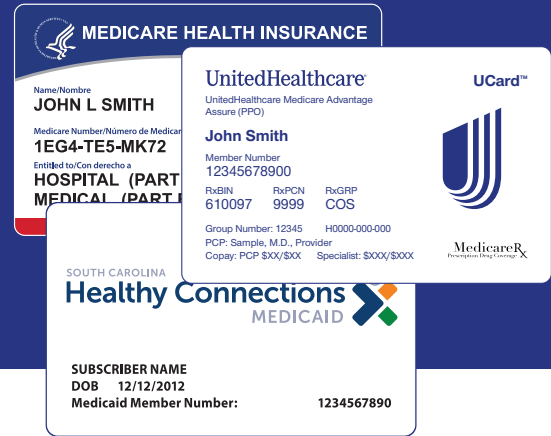 MEDICARE HEALTH INSURANCE
Name/Nombre
JOHN L SMITH
Medicare Number/Número de Medicar
1EG4-TE5-MK72
Entitled to/Con derecho a
HOSPITAL (PART
MEDICAL (PART
UnitedHealthcare®
UCard™
UnitedHealthcare Medicare Advantage
Assure (PPO)
John Smith
Member Number
12345678900
RxBIN RxPCN RxGRP
610097 9999 COS
Group Number: 12345 H0000-000-000
PCP: Sample, M.D., Provider
Copay: PCP $XX/$XX Specialist: $XXX/$XXX
MedicareRx
Prescription Drug Coverage
SOUTH CAROLINA
Healthy Connections
MEDICAID
SUBSCRIBER NAME
DOB 12/12/2012
Medicaid Member Number: 1234567890